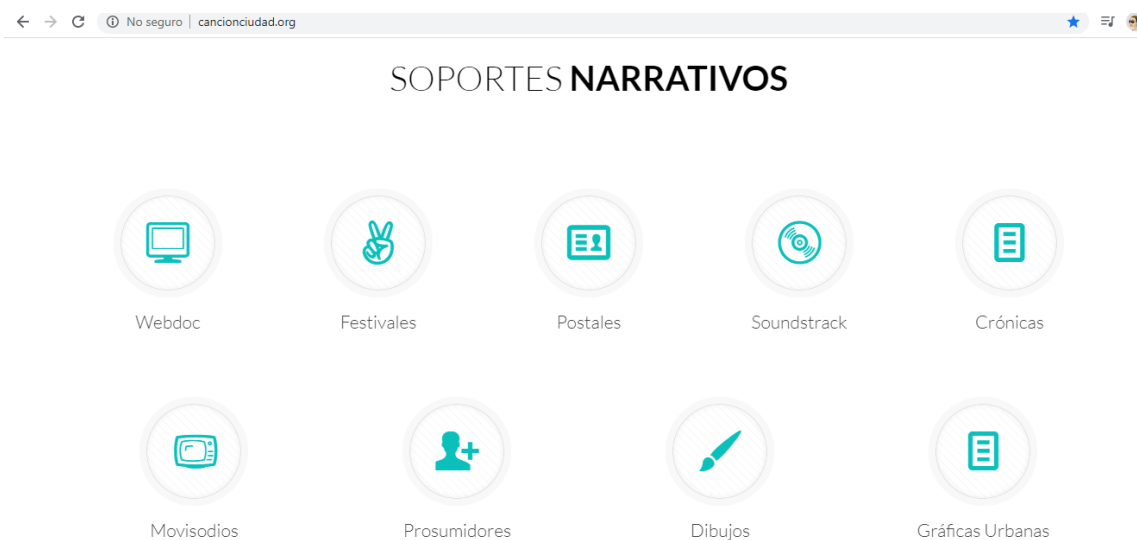 No seguro | cancionciudad.org
SOPORTES NARRATIVOS
Webdoc
Festivales
Postales
Soundstrack
Crónicas
Movisodios
Prosumidores
Dibujos
Gráficas Urbanas